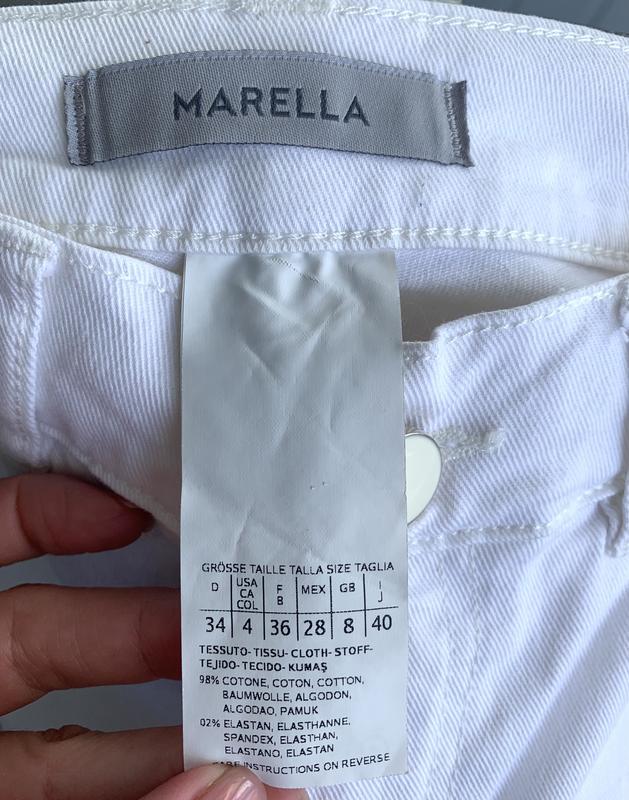 MARELLA
GRÖSSE TAILLE TALLA SIZE TAGLIA
D USA CA COL F B MEX GB I J
34 4 36 28 8 40
TESSUTO-TISSU-CLOTH-STOFF-
TEJIDO-TECIDO-KUMAŞ
98% COTONE, COTON, COTTON,
BAUMWOLLE, ALGODON,
ALGODAO, PAMUK
02% ELASTAN, ELASTHANNE,
SPANDEX, ELASTHAN,
ELASTANO, ELASTAN
CARE INSTRUCTIONS ON REVERSE